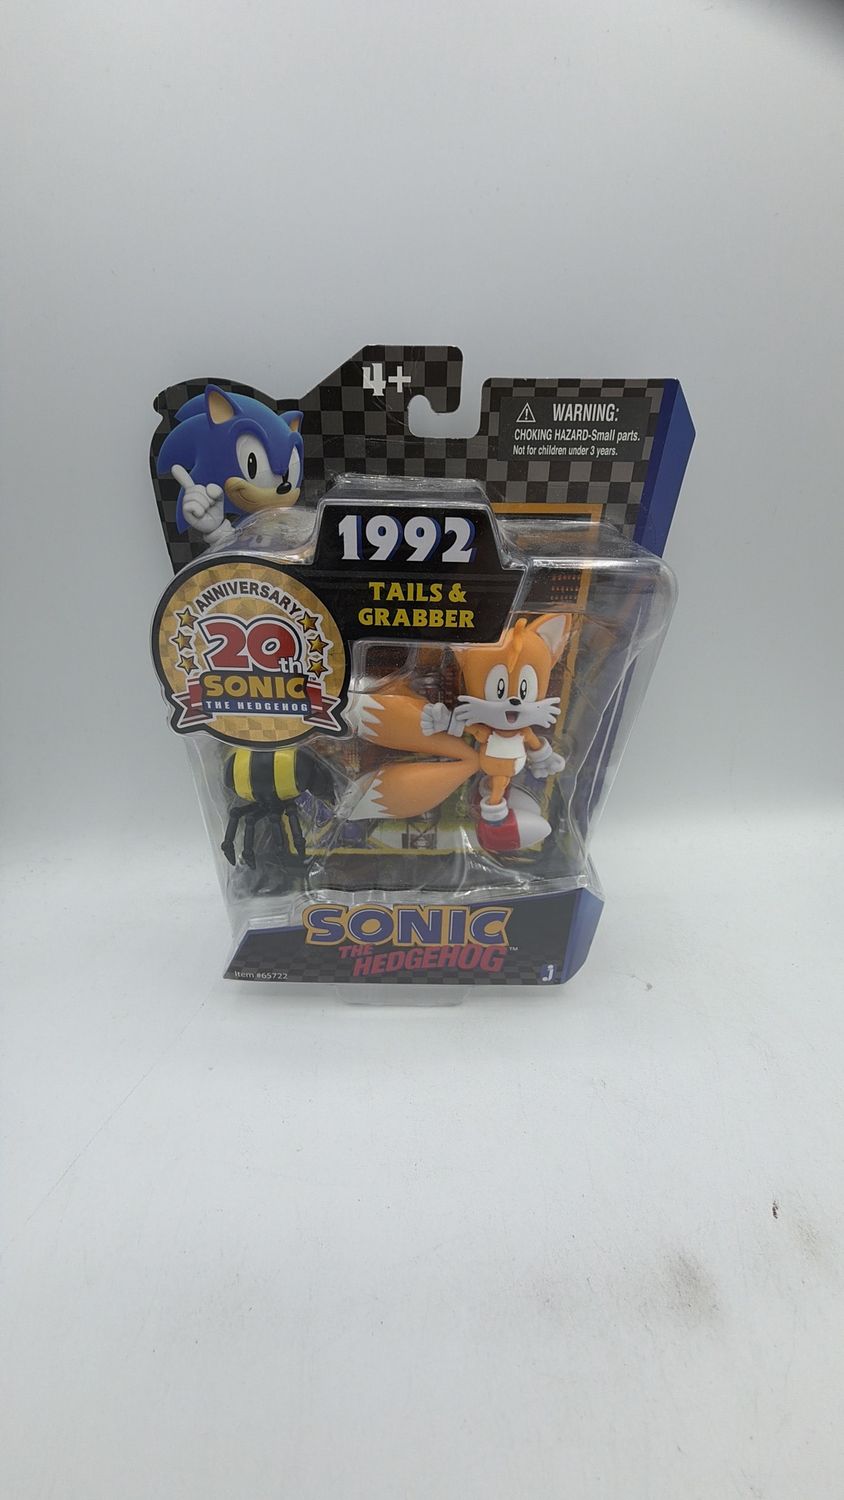 4+
WARNING:
CHOKING HAZARD-Small parts.
Not for children under 3 years.
1992
TAILS &
GRABBER
ANNIVERSARY
20th
SONIC
THE HEDGEHOG
SONIC
THE
HEDGEHOG™
Item #65722
J